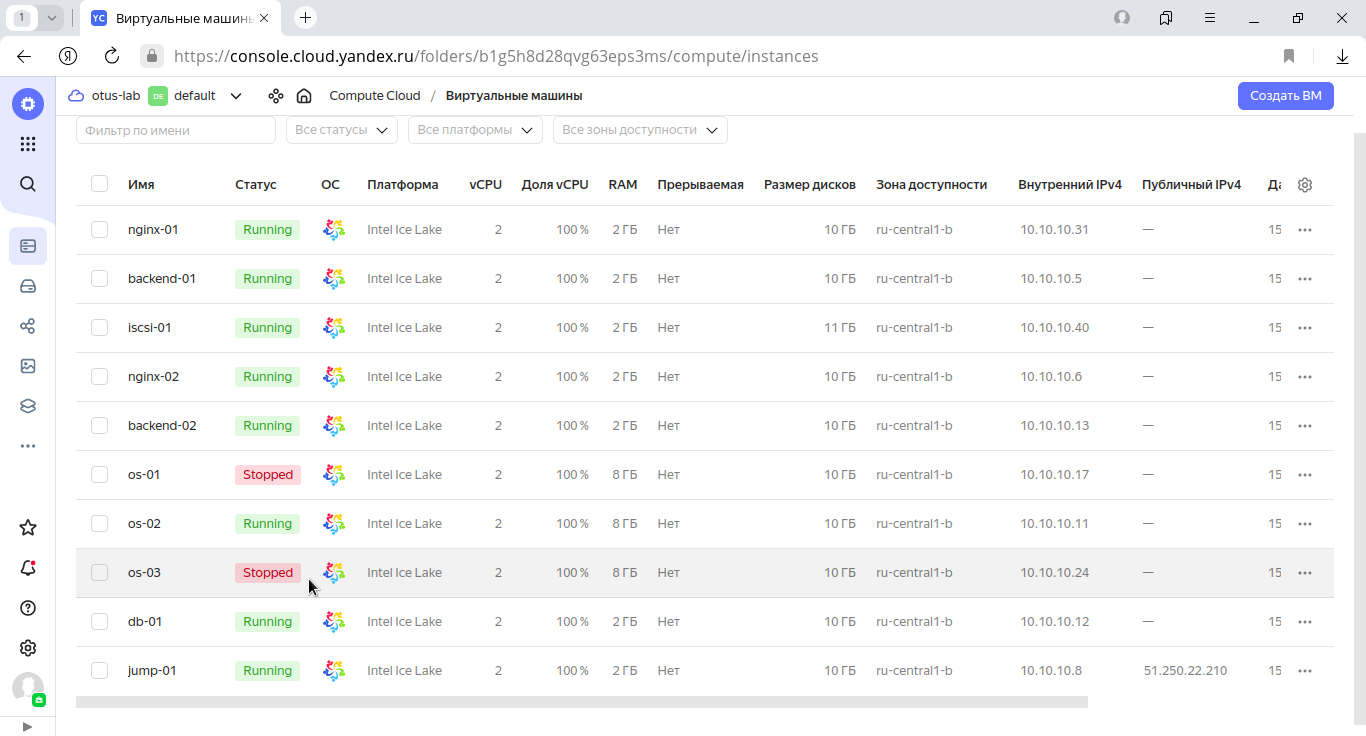 1
YC Виртуальные машины
https://console.cloud.yandex.ru/folders/b1g5h8d28qvg63eps3ms/compute/instances
otus-lab DE default Compute Cloud / Виртуальные машины Создать ВМ
Фильтр по имени Все статусы Все платформы Все зоны доступности
Имя Статус ОС Платформа vCPU Доля vCPU RAM Прерываемая Размер дисков Зона доступности Внутренний IPv4 Публичный IPv4 Да
nginx-01 Running Intel Ice Lake 2 100 % 2 ГБ Нет 10 ГБ ru-central1-b 10.10.10.31 — 15
backend-01 Running Intel Ice Lake 2 100 % 2 ГБ Нет 10 ГБ ru-central1-b 10.10.10.5 — 15
iscsi-01 Running Intel Ice Lake 2 100 % 2 ГБ Нет 11 ГБ ru-central1-b 10.10.10.40 — 15
nginx-02 Running Intel Ice Lake 2 100 % 2 ГБ Нет 10 ГБ ru-central1-b 10.10.10.6 — 15
backend-02 Running Intel Ice Lake 2 100 % 2 ГБ Нет 10 ГБ ru-central1-b 10.10.10.13 — 15
os-01 Stopped Intel Ice Lake 2 100 % 8 ГБ Нет 10 ГБ ru-central1-b 10.10.10.17 — 15
os-02 Running Intel Ice Lake 2 100 % 8 ГБ Нет 10 ГБ ru-central1-b 10.10.10.11 — 15
os-03 Stopped Intel Ice Lake 2 100 % 8 ГБ Нет 10 ГБ ru-central1-b 10.10.10.24 — 15
db-01 Running Intel Ice Lake 2 100 % 2 ГБ Нет 10 ГБ ru-central1-b 10.10.10.12 — 15
jump-01 Running Intel Ice Lake 2 100 % 2 ГБ Нет 10 ГБ ru-central1-b 10.10.10.8 51.250.22.210 15